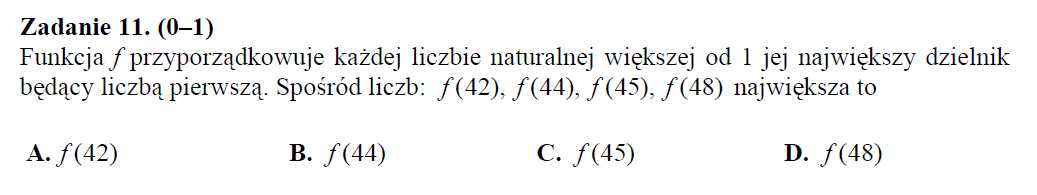 Zadanie 11. (0–1)
Funkcja f przyporządkowuje każdej liczbie naturalnej większej od 1 jej największy dzielnik
będący liczbą pierwszą. Spośród liczb: f(42), f(44), f(45), f(48) największa to
A. f(42) B. f(44) C. f(45) D. f(48)